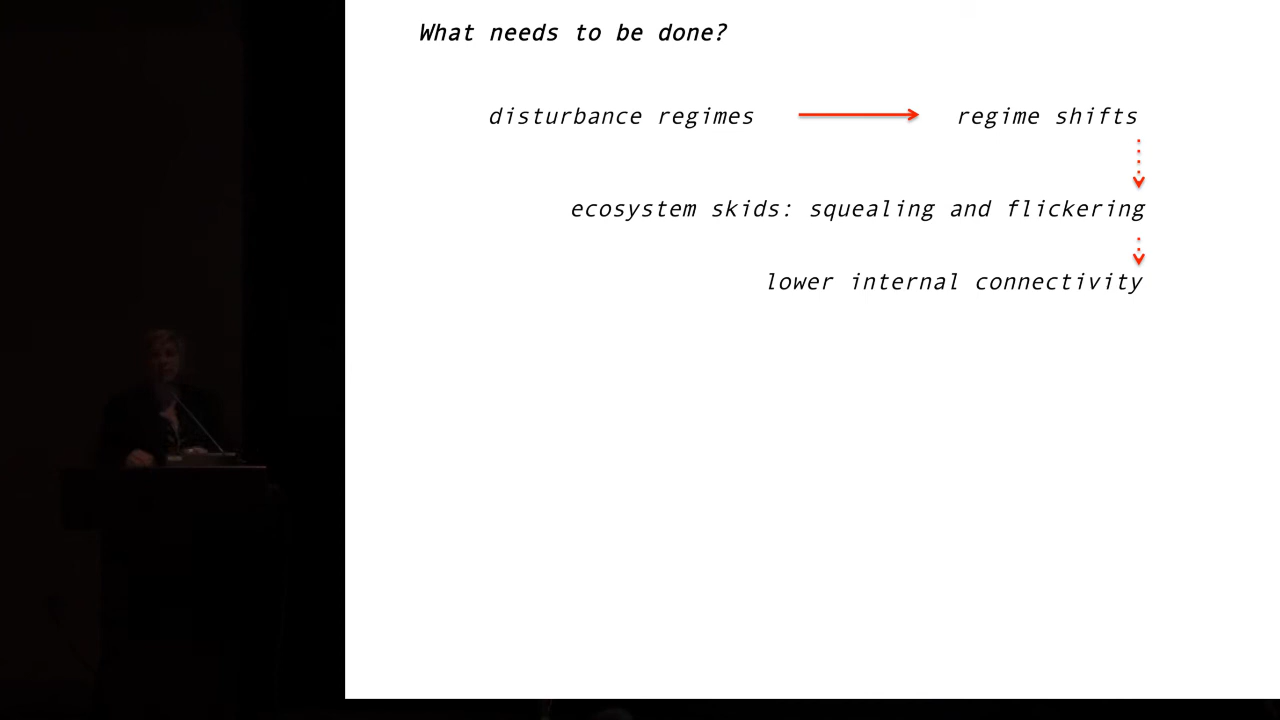 What needs to be done?
disturbance regimes regime shifts
ecosystem skids: squealing and flickering
lower internal connectivity